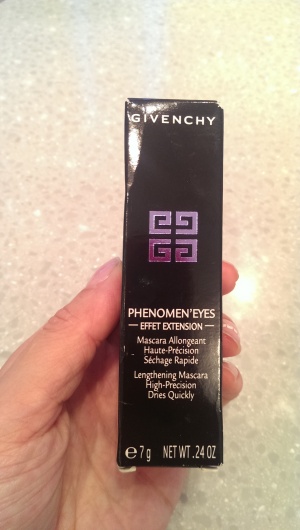 GIVENCHY
PHENOMEN'EYES
— EFFET EXTENSION —
Mascara Allongeant
Haute-Précision
Séchage Rapide
Lengthening Mascara
High-Precision
Dries Quickly
e 7g NET WT .24 OZ